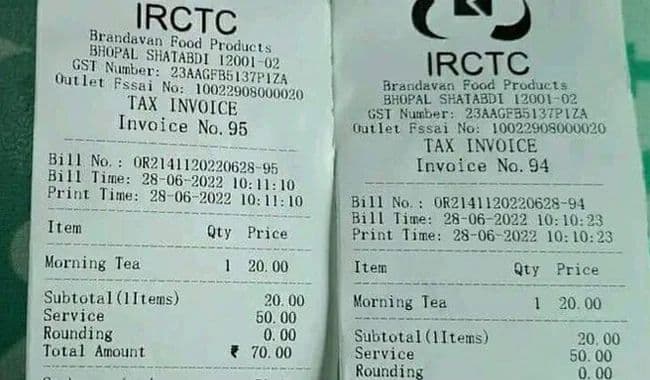 IRCTC
Brandavan Food Products
BHOPAL SHATABDI 12001-02
GST Number: 23AAGFB5137P1ZA
Outlet Fssai No: 10022908000020
TAX INVOICE
Invoice No. 95
Bill No.: OR2141120220628-95
Bill Time: 28-06-2022 10:11:10
Print Time: 28-06-2022 10:11:10
Item Qty Price
Morning Tea 1 20.00
Subtotal(1Items) 20.00
Service 50.00
Rounding 0.00
Total Amount ₹ 70.00
IRCTC
Brandavan Food Products
BHOPAL SHATABDI 12001-02
GST Number: 23AAGFB5137P1ZA
Outlet Fssai No: 10022908000020
TAX INVOICE
Invoice No. 94
Bill No.: OR2141120220628-94
Bill Time: 28-06-2022 10:10:23
Print Time: 28-06-2022 10:10:23
Item Qty Price
Morning Tea 1 20.00
Subtotal(1Items) 20.00
Service 50.00
Rounding 0.00